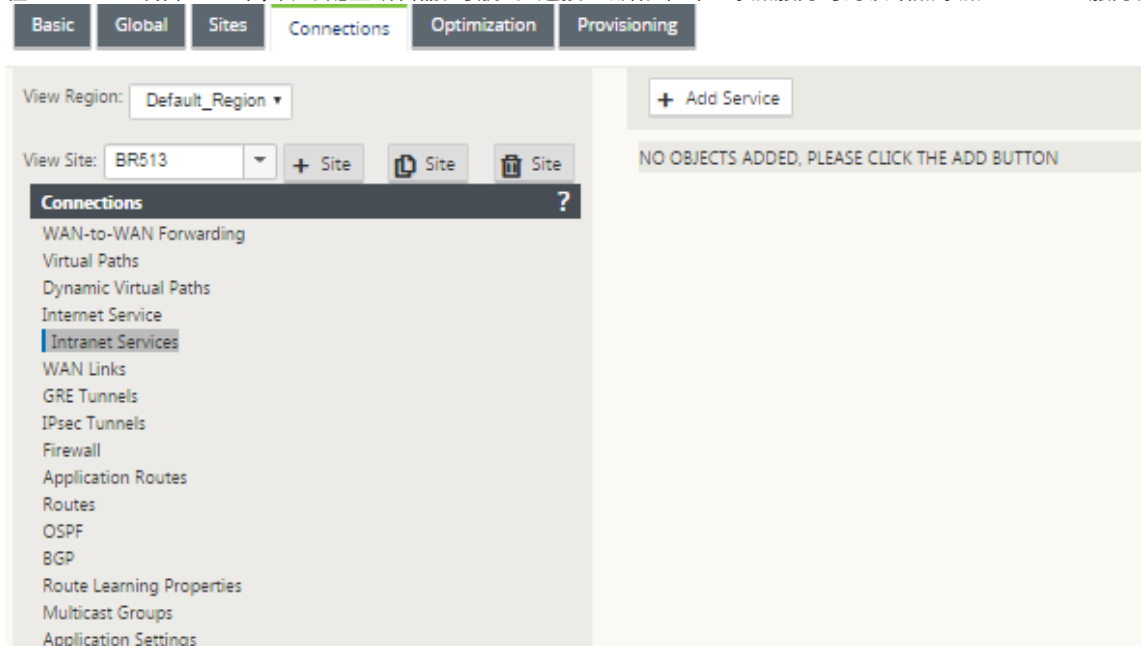 Basic Global Sites Connections Optimization Provisioning
View Region: Default_Region
+ Add Service
View Site: BR513 + Site Site Site
NO OBJECTS ADDED, PLEASE CLICK THE ADD BUTTON
Connections ?
WAN-to-WAN Forwarding
Virtual Paths
Dynamic Virtual Paths
Internet Service
Intranet Services
WAN Links
GRE Tunnels
IPsec Tunnels
Firewall
Application Routes
Routes
OSPF
BGP
Route Learning Properties
Multicast Groups
Application Settings